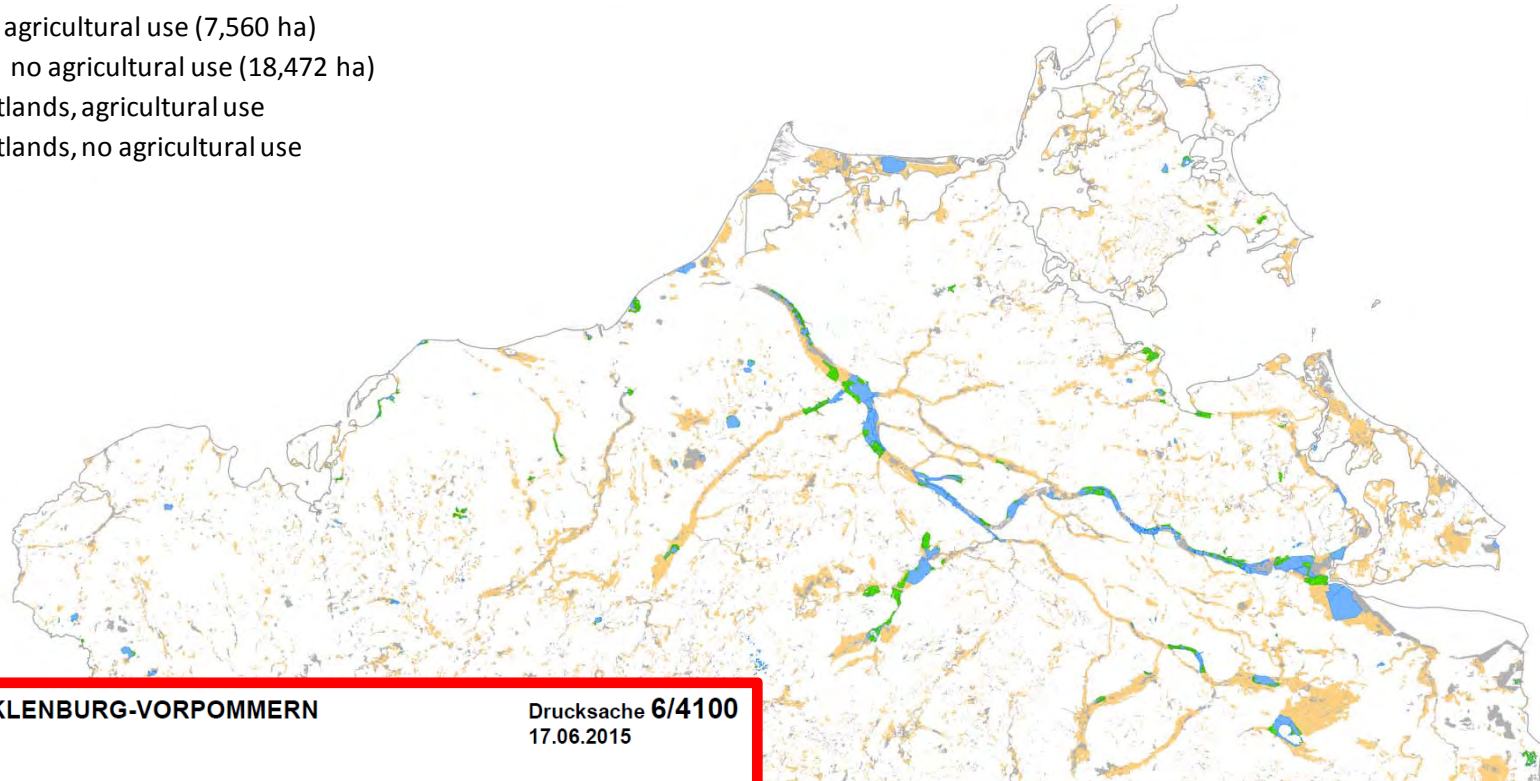 agricultural use (7,560 ha)
no agricultural use (18,472 ha)
tlands, agricultural use
tlands, no agricultural use
KLENBURG-VORPOMMERN Drucksache 6/4100
17.06.2015